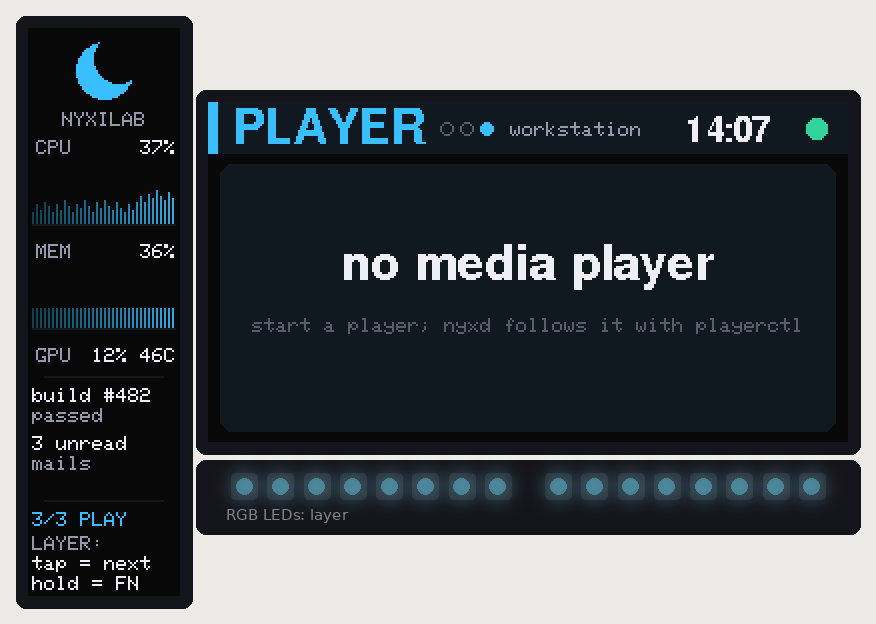 NYXILAB
CPU 37%
MEM 36%
GPU 12% 46C
build #482
passed
3 unread
mails
3/3 PLAY
LAYER:
tap = next
hold = FN
PLAYER workstation 14:07
no media player
start a player; nyxd follows it with playerctl
RGB LEDs: layer